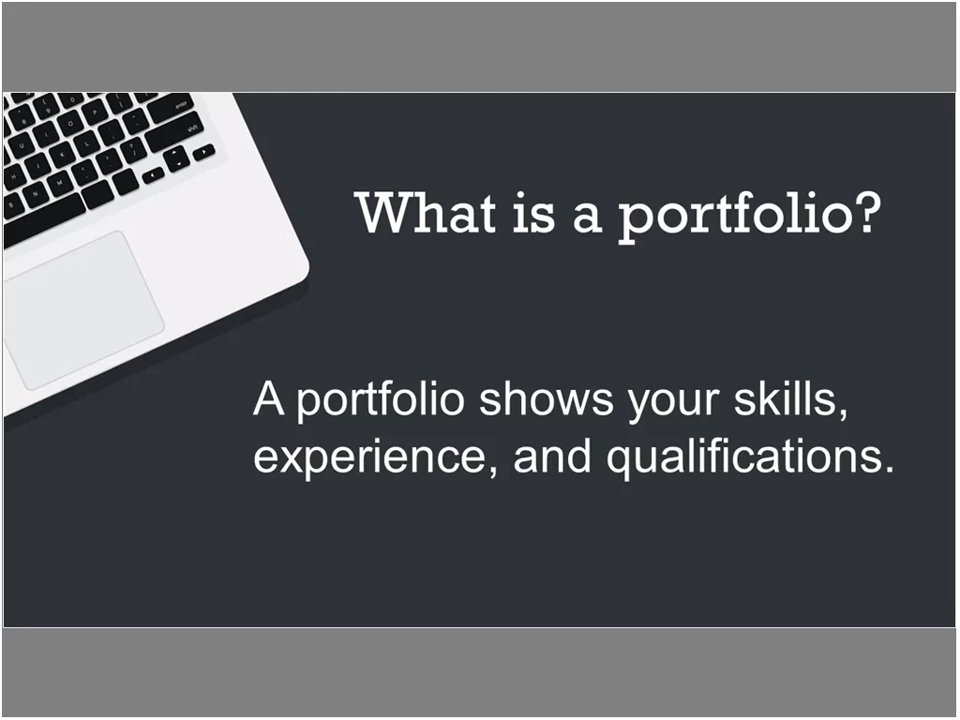 What is a portfolio?
A portfolio shows your skills,
experience, and qualifications.